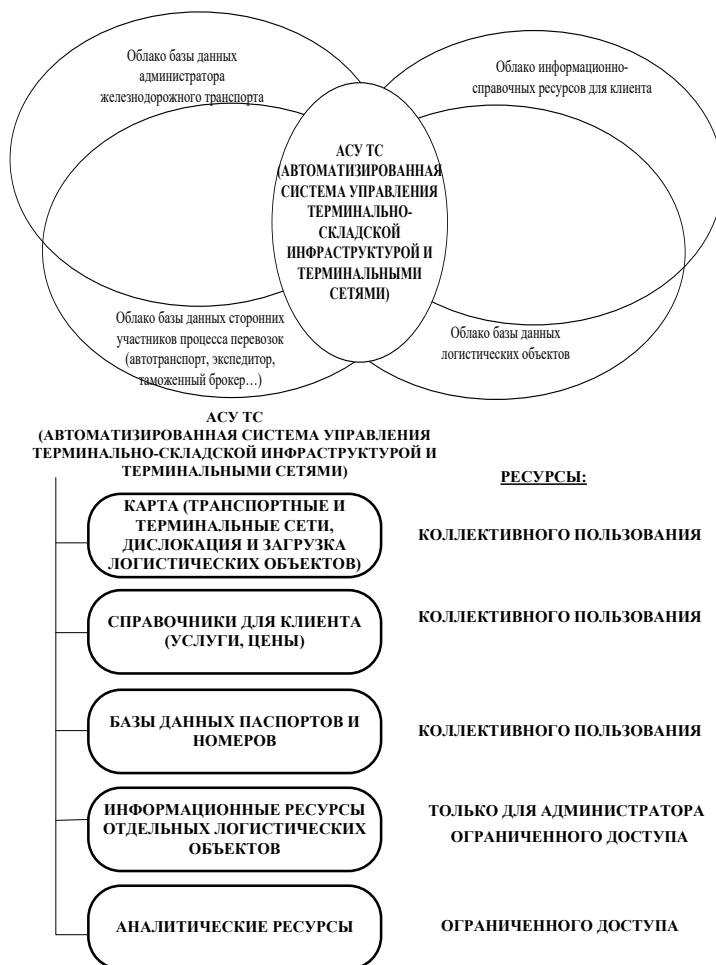 Облако базы данных
администратора
железнодорожного транспорта
Облако информационно-
справочных ресурсов для клиента
АСУ ТС
(АВТОМАТИЗИРОВАННАЯ
СИСТЕМА УПРАВЛЕНИЯ
ТЕРМИНАЛЬНО-
СКЛАДСКОЙ
ИНФРАСТРУКТУРОЙ И
ТЕРМИНАЛЬНЫМИ
СЕТЯМИ)
Облако базы данных сторонних
участников процесса перевозок
(автотранспорт, экспедитор,
таможенный брокер…)
Облако базы данных
логистических объектов
АСУ ТС
(АВТОМАТИЗИРОВАННАЯ СИСТЕМА УПРАВЛЕНИЯ
ТЕРМИНАЛЬНО-СКЛАДСКОЙ ИНФРАСТРУКТУРОЙ И
ТЕРМИНАЛЬНЫМИ СЕТЯМИ)
РЕСУРСЫ:
КАРТА (ТРАНСПОРТНЫЕ И
ТЕРМИНАЛЬНЫЕ СЕТИ,
ДИСЛОКАЦИЯ И ЗАГРУЗКА
ЛОГИСТИЧЕСКИХ ОБЪЕКТОВ)
КОЛЛЕКТИВНОГО ПОЛЬЗОВАНИЯ
СПРАВОЧНИКИ ДЛЯ КЛИЕНТА
(УСЛУГИ, ЦЕНЫ)
КОЛЛЕКТИВНОГО ПОЛЬЗОВАНИЯ
БАЗЫ ДАННЫХ ПАСПОРТОВ И
НОМЕРОВ
КОЛЛЕКТИВНОГО ПОЛЬЗОВАНИЯ
ИНФОРМАЦИОННЫЕ РЕСУРСЫ
ОТДЕЛЬНЫХ ЛОГИСТИЧЕСКИХ
ОБЪЕКТОВ
ТОЛЬКО ДЛЯ АДМИНИСТРАТОРА
ОГРАНИЧЕННОГО ДОСТУПА
АНАЛИТИЧЕСКИЕ РЕСУРСЫ
ОГРАНИЧЕННОГО ДОСТУПА